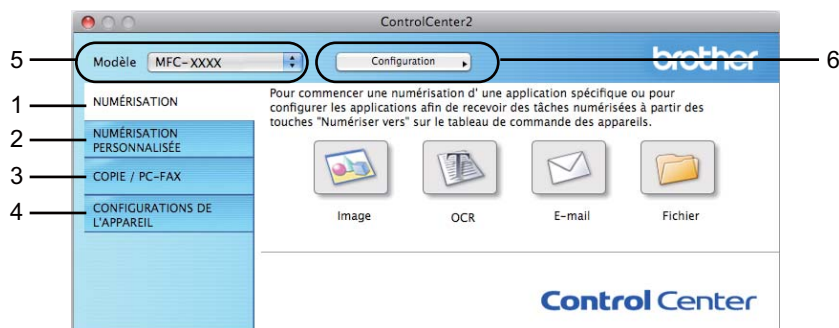 ControlCenter2
5
Modèle MFC-XXXX
Configuration
brother
6
1
NUMÉRISATION
2
NUMÉRISATION
PERSONNALISÉE
3
COPIE / PC-FAX
4
CONFIGURATIONS DE
L'APPAREIL
Pour commencer une numérisation d' une application spécifique ou pour
configurer les applications afin de recevoir des tâches numérisées à partir des
touches "Numériser vers" sur le tableau de commande des appareils.
Image
OCR
E-mail
Fichier
Control Center